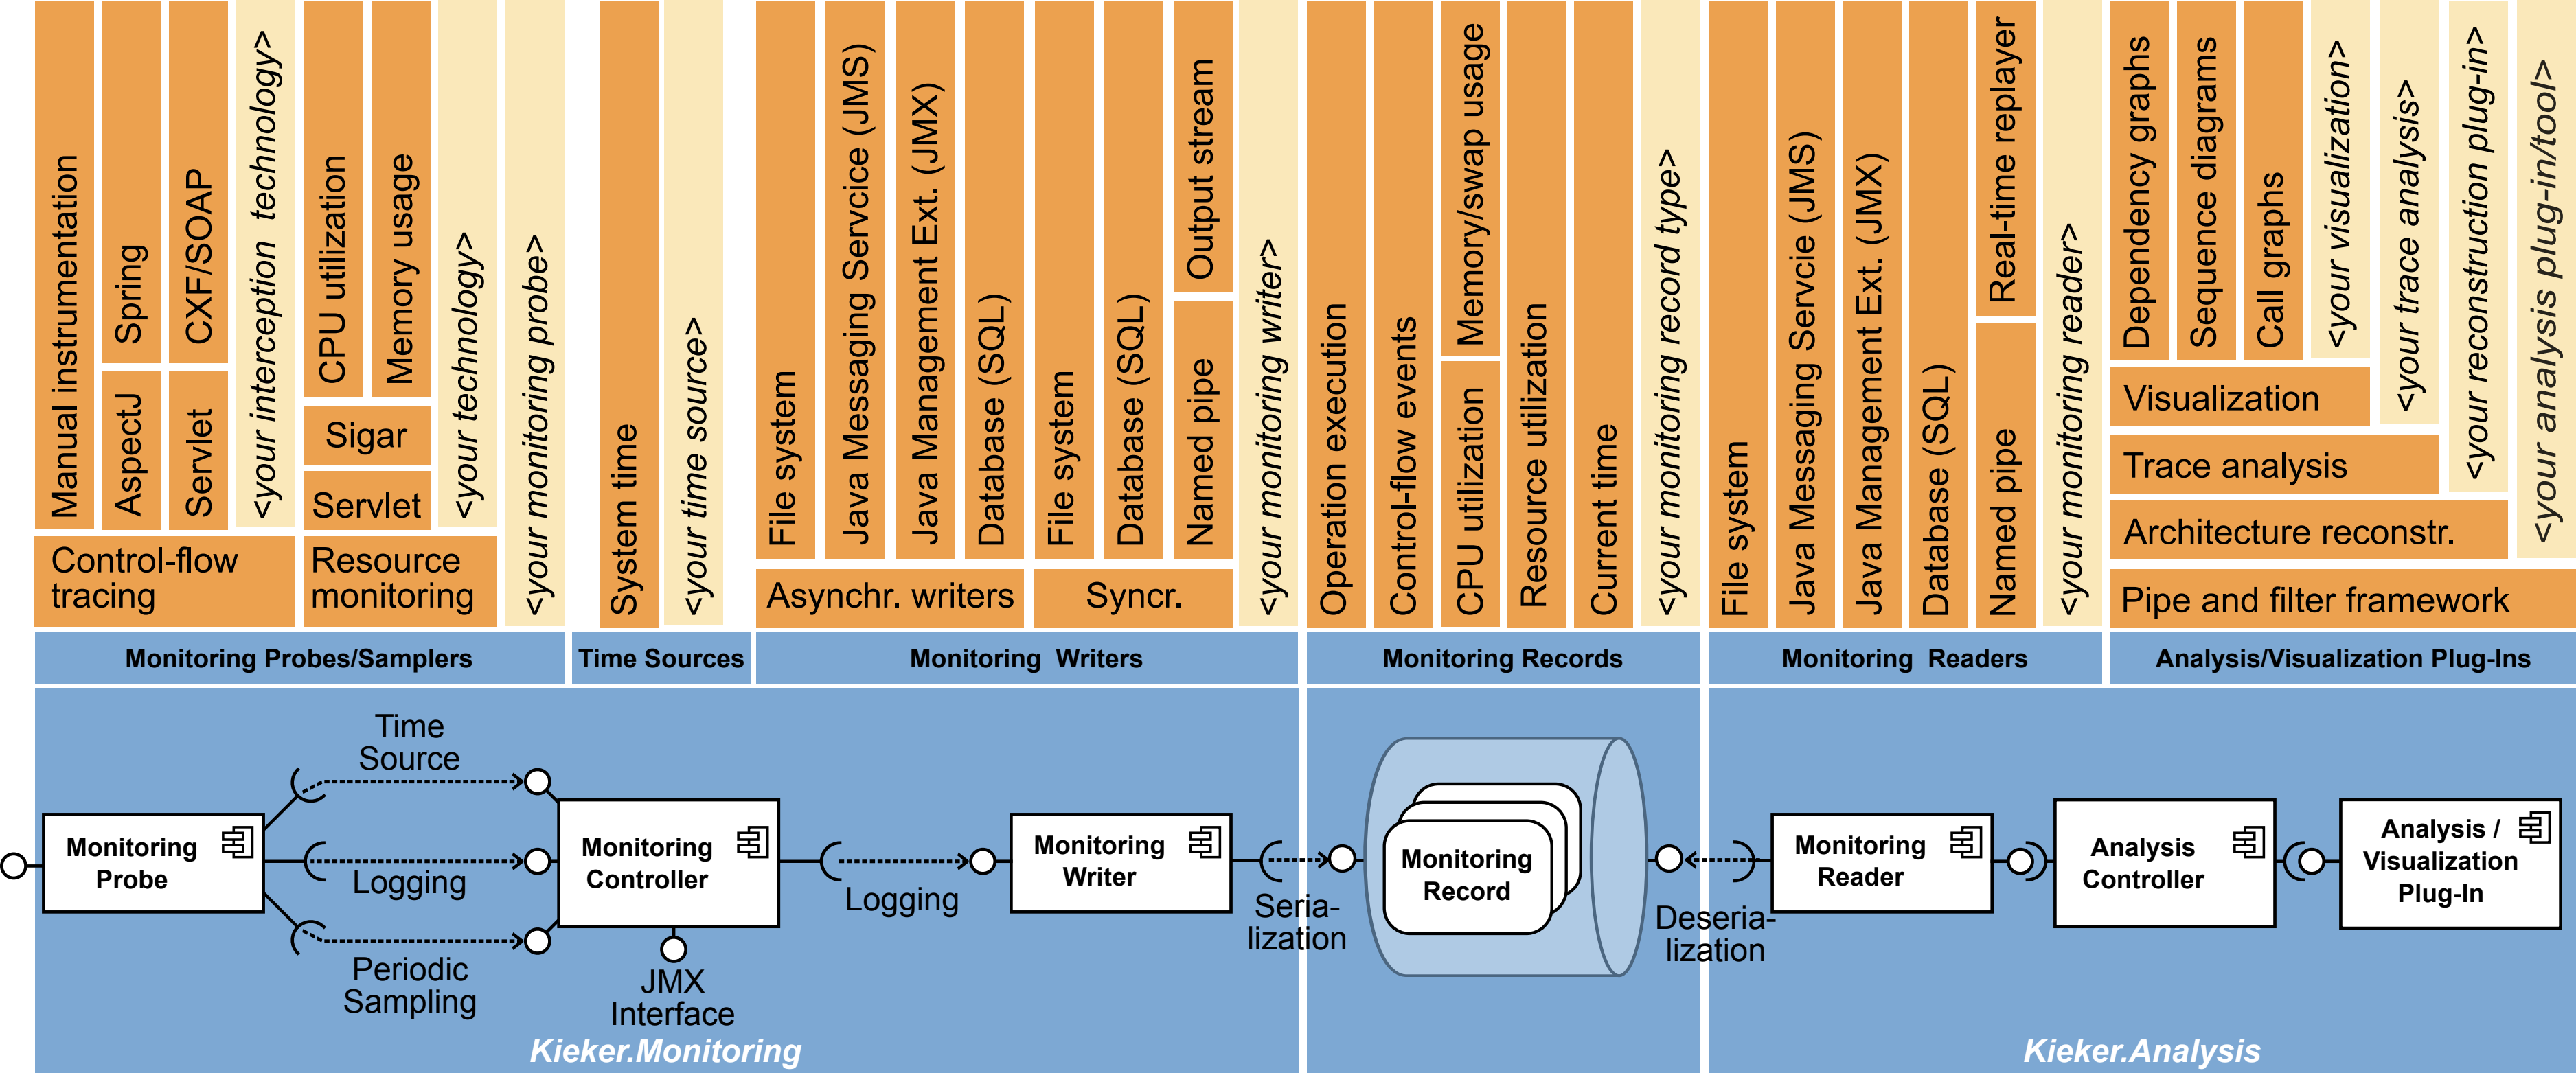 Manual instrumentation
Spring
AspectJ
CXF/SOAP
Servlet
<your interception technology>
CPU utilization
Memory usage
Sigar
Servlet
<your technology>
<your monitoring probe>
Control-flow
tracing
Resource
monitoring
System time
<your time source>
File system
Java Messaging Servcice (JMS)
Java Management Ext. (JMX)
Database (SQL)
File system
Database (SQL)
Output stream
Named pipe
<your monitoring writer>
Asynchr. writers
Syncr.
Operation execution
Control-flow events
Memory/swap usage
CPU utilization
Resource utilization
Current time
<your monitoring record type>
File system
Java Messaging Servcie (JMS)
Java Management Ext. (JMX)
Database (SQL)
Real-time replayer
Named pipe
<your monitoring reader>
Dependency graphs
Sequence diagrams
Call graphs
<your visualization>
<your trace analysis>
<your reconstruction plug-in>
<your analysis plug-in/tool>
Visualization
Trace analysis
Architecture reconstr.
Pipe and filter framework
Monitoring Probes/Samplers
Time Sources
Monitoring Writers
Monitoring Records
Monitoring Readers
Analysis/Visualization Plug-Ins
Time
Source
Monitoring
Probe
Logging
Periodic
Sampling
Monitoring
Controller
JMX
Interface
Logging
Monitoring
Writer
Seria-
lization
Monitoring
Record
Deseria-
lization
Monitoring
Reader
Analysis
Controller
Analysis /
Visualization
Plug-In
Kieker.Monitoring
Kieker.Analysis